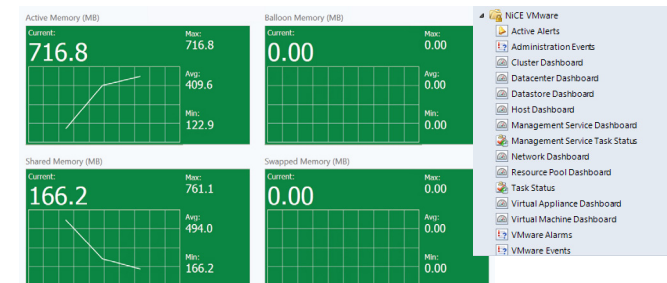 Active Memory (MB)
Current:
716.8
Max:
716.8
Avg:
409.6
Min:
122.9
Balloon Memory (MB)
Current:
0.00
Max:
0.00
Avg:
0.00
Min:
0.00
Shared Memory (MB)
Current:
166.2
Max:
761.1
Avg:
494.0
Min:
166.2
Swapped Memory (MB)
Current:
0.00
Max:
0.00
Avg:
0.00
Min:
0.00
NiCE VMware
Active Alerts
Administration Events
Cluster Dashboard
Datacenter Dashboard
Datastore Dashboard
Host Dashboard
Management Service Dashboard
Management Service Task Status
Network Dashboard
Resource Pool Dashboard
Task Status
Virtual Appliance Dashboard
Virtual Machine Dashboard
VMware Alarms
VMware Events